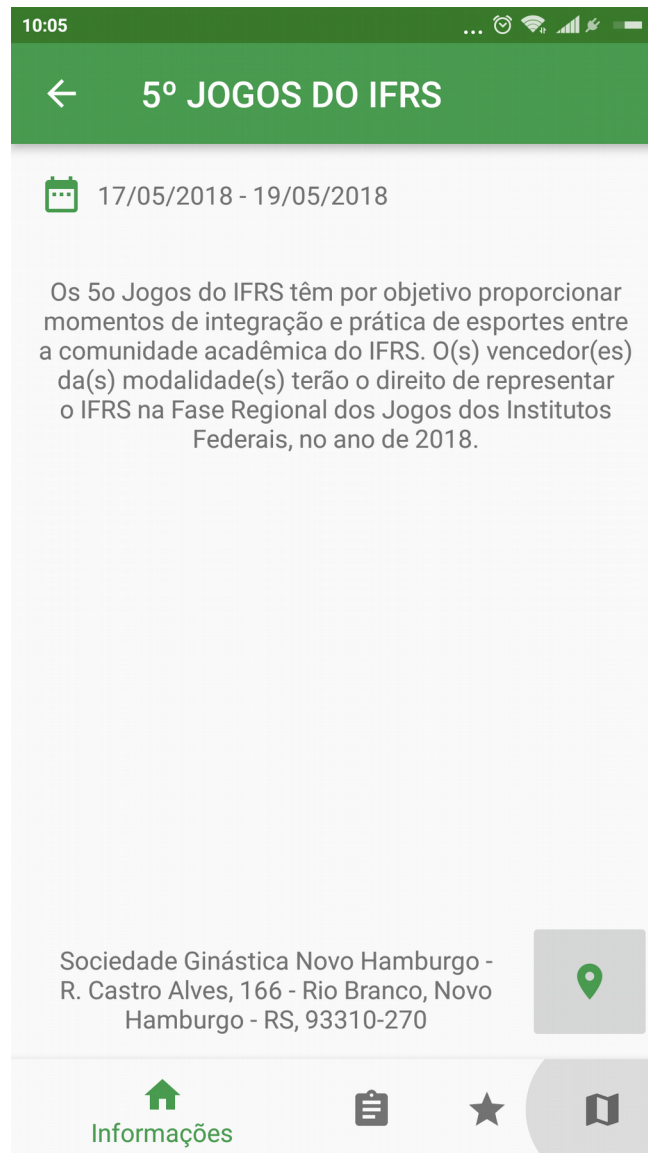 10:05
5º JOGOS DO IFRS
17/05/2018 - 19/05/2018
Os 5o Jogos do IFRS têm por objetivo proporcionar
momentos de integração e prática de esportes entre
a comunidade acadêmica do IFRS. O(s) vencedor(es)
da(s) modalidade(s) terão o direito de representar
o IFRS na Fase Regional dos Jogos dos Institutos
Federais, no ano de 2018.
Sociedade Ginástica Novo Hamburgo -
R. Castro Alves, 166 - Rio Branco, Novo
Hamburgo - RS, 93310-270
Informações